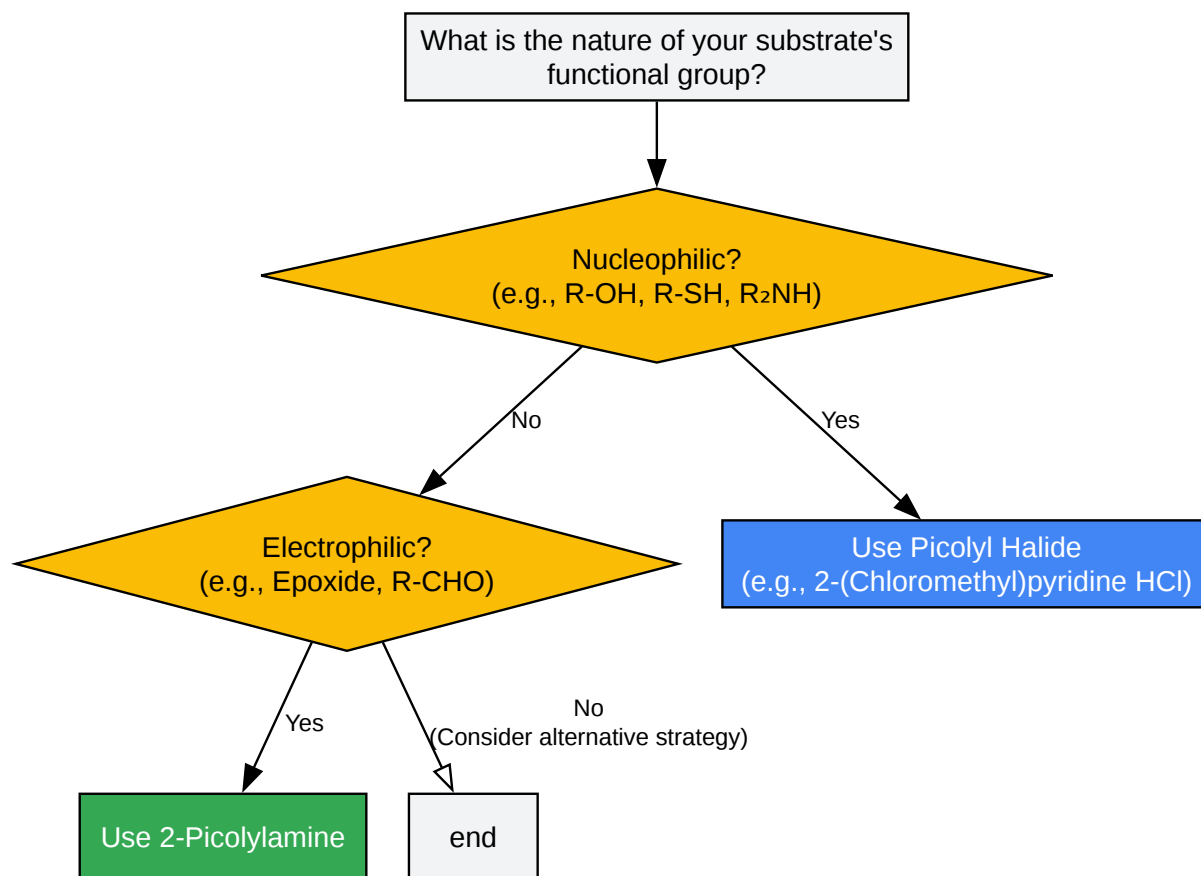 What is the nature of your substrate's
functional group?
Nucleophilic?
(e.g., R-OH, R-SH, R₂NH)
No
Yes
Electrophilic?
(e.g., Epoxide, R-CHO)
Use Picolyl Halide
(e.g., 2-(Chloromethyl)pyridine HCl)
Yes
No
(Consider alternative strategy)
Use 2-Picolylamine
end